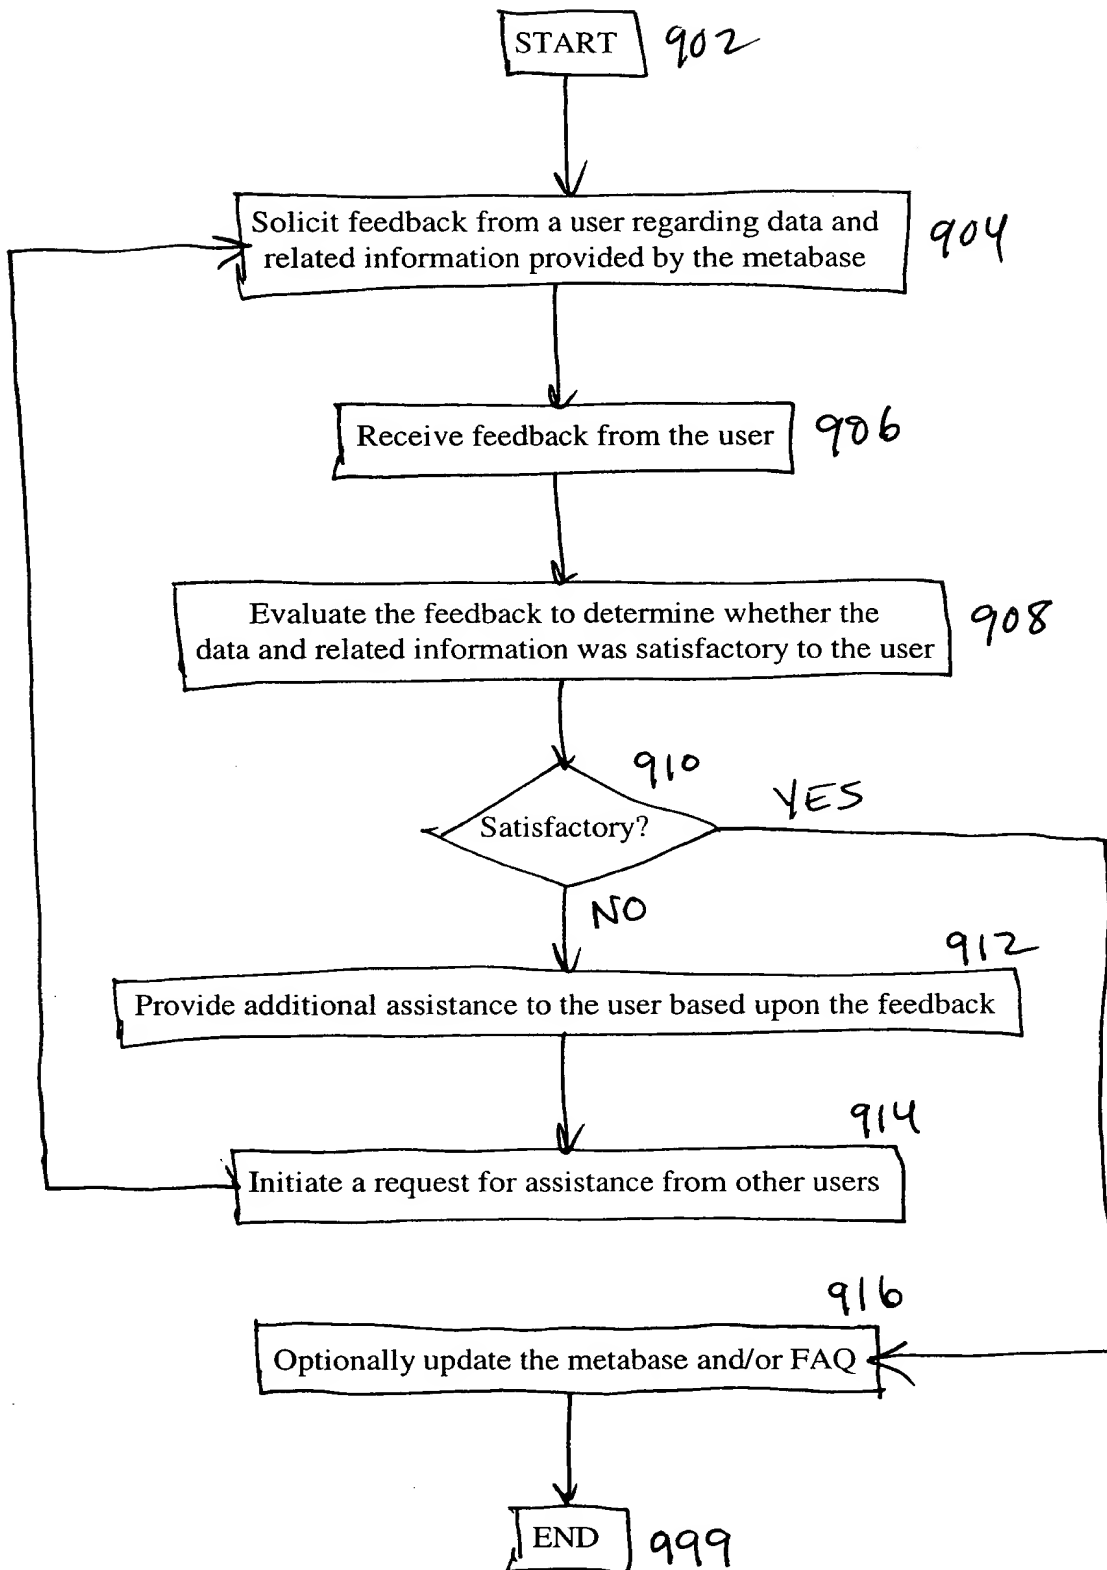 START 902
Solicit feedback from a user regarding data and
related information provided by the metabase
904
Receive feedback from the user 906
Evaluate the feedback to determine whether the
data and related information was satisfactory to the user
908
910
Satisfactory?
YES
NO
912
Provide additional assistance to the user based upon the feedback
914
Initiate a request for assistance from other users
916
Optionally update the metabase and/or FAQ
END 999